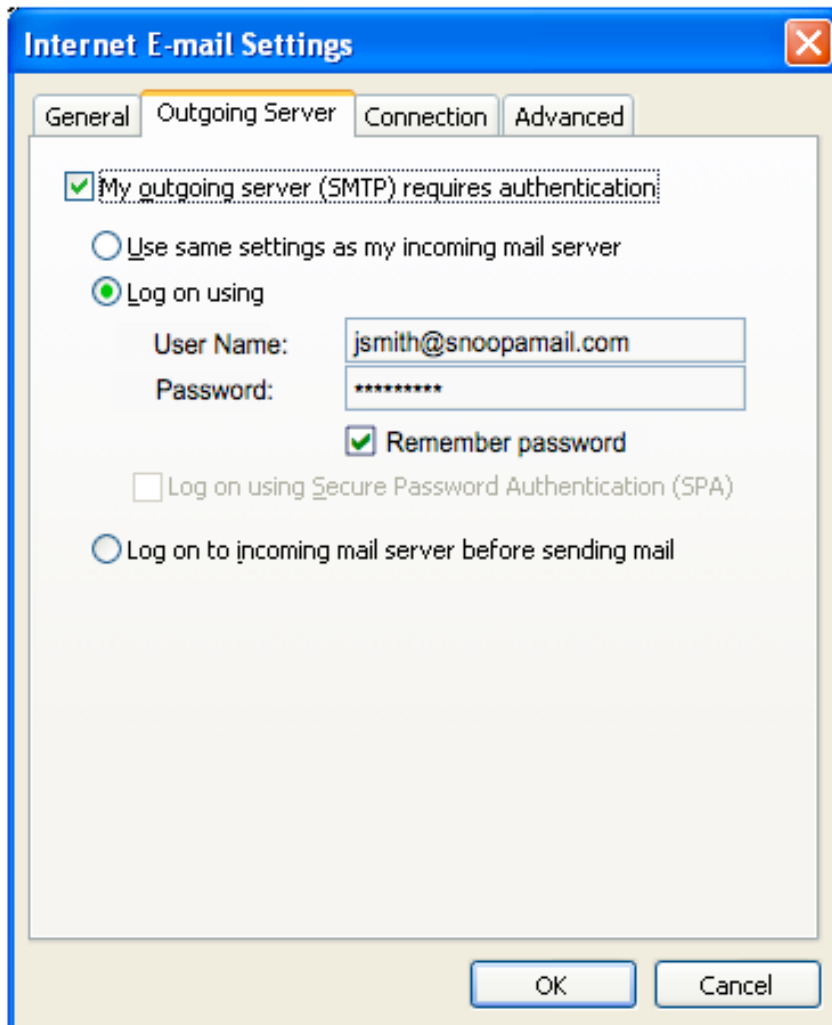 Internet E-mail Settings
General Outgoing Server Connection Advanced
My outgoing server (SMTP) requires authentication
Use same settings as my incoming mail server
Log on using
User Name: jsmith@snoopamail.com
Password: *********
Remember password
Log on using Secure Password Authentication (SPA)
Log on to incoming mail server before sending mail
OK Cancel